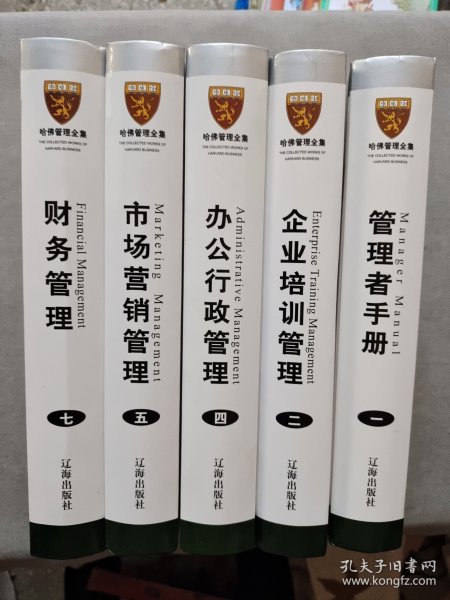 哈佛管理全集
THE COLLECTED WORKS OF
HARVARD BUSINESS
财务管理
Financial Management
七
辽海出版社
哈佛管理全集
THE COLLECTED WORKS OF
HARVARD BUSINESS
市场营销管理
Marketing Management
五
辽海出版社
哈佛管理全集
THE COLLECTED WORKS OF
HARVARD BUSINESS
办公行政管理
Administrative Management
四
辽海出版社
哈佛管理全集
THE COLLECTED WORKS OF
HARVARD BUSINESS
企业培训管理
Enterprise Training Management
二
辽海出版社
哈佛管理全集
THE COLLECTED WORKS OF
HARVARD BUSINESS
管理者手册
Manager Manual
一
辽海出版社
孔夫子旧书网
www.kongfz.com